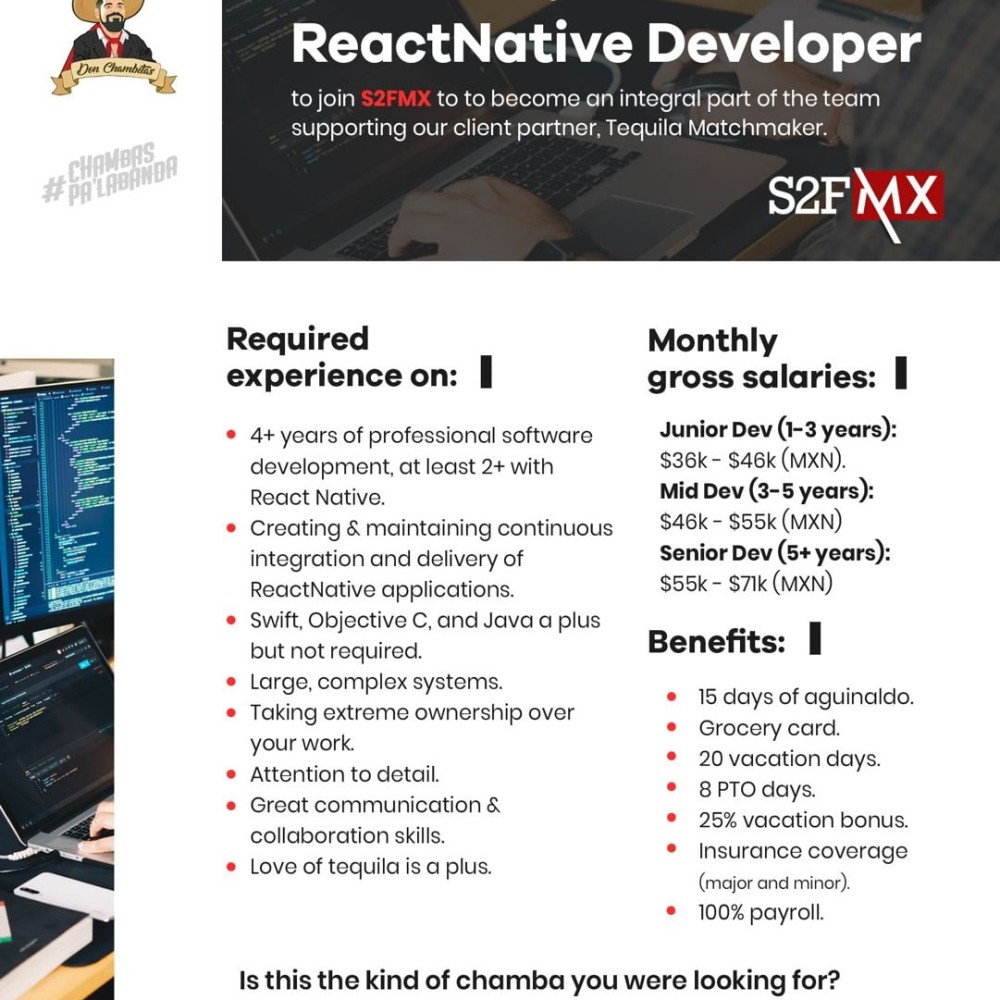 Don Chambitas
#CHAMBAS
PA'LABANDA
ReactNative Developer
to join S2FMX to to become an integral part of the team
supporting our client partner, Tequila Matchmaker.
S2FMX
Required
experience on:
4+ years of professional software
development, at least 2+ with
React Native.
Creating & maintaining continuous
integration and delivery of
ReactNative applications.
Swift, Objective C, and Java a plus
but not required.
Large, complex systems.
Taking extreme ownership over
your work.
Attention to detail.
Great communication &
collaboration skills.
Love of tequila is a plus.
Monthly
gross salaries:
Junior Dev (1-3 years):
$36k - $46k (MXN).
Mid Dev (3-5 years):
$46k - $55k (MXN)
Senior Dev (5+ years):
$55k - $71k (MXN)
Benefits:
15 days of aguinaldo.
Grocery card.
20 vacation days.
8 PTO days.
25% vacation bonus.
Insurance coverage
(major and minor).
100% payroll.
Is this the kind of chamba you were looking for?